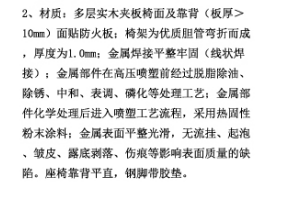 2、材质：多层实木夹板椅面及靠背（板厚＞
10mm）面贴防火板；椅架为优质胆管弯折而成
，厚度为1.0mm；金属焊接平整牢固（线状焊
接）；金属部件在高压喷塑前经过脱脂除油、
除锈、中和、表调、磷化等处理工艺；金属部
件化学处理后进入喷塑工艺流程，采用热固性
粉末涂料；金属表面平整光滑，无流挂、起泡
、皱皮、露底剥落、伤痕等影响表面质量的缺
陷。座椅靠背平直，钢脚带胶垫。